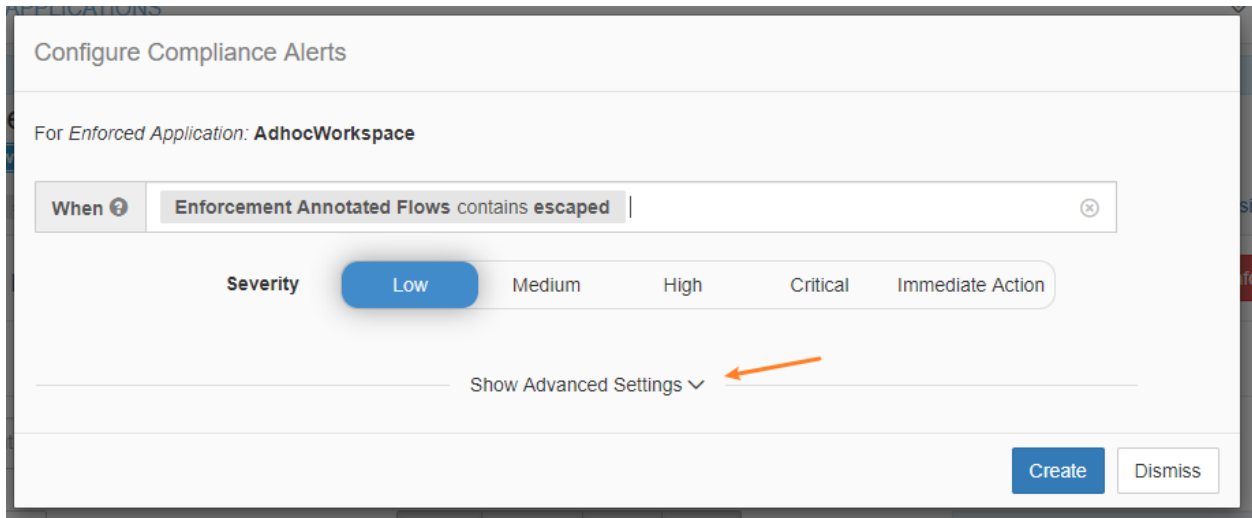 APPLICATIONS
Configure Compliance Alerts
For Enforced Application: AdhocWorkspace
When Enforcement Annotated Flows contains escaped
Severity Low Medium High Critical Immediate Action
Show Advanced Settings
Create Dismiss